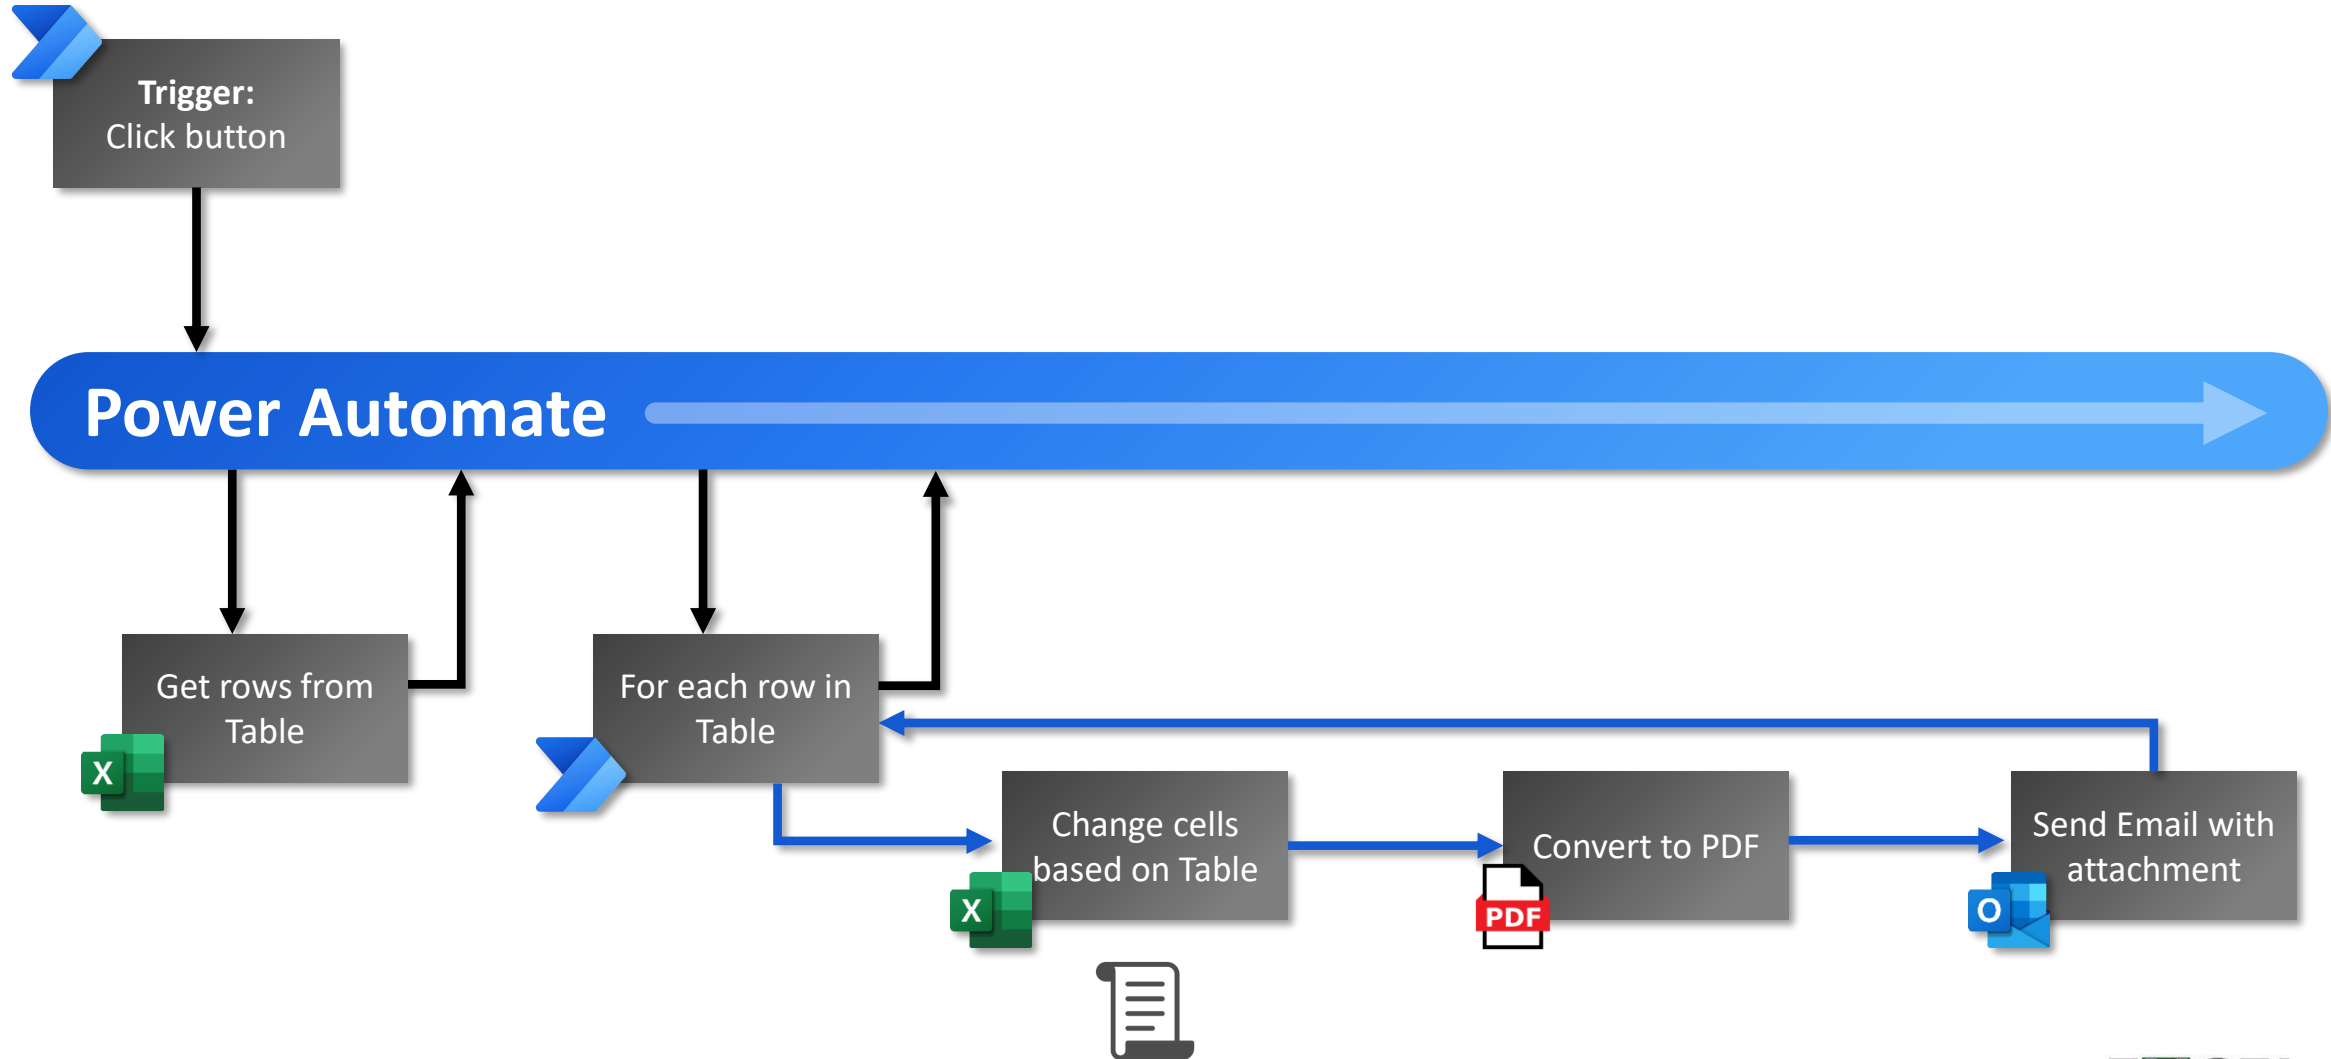 Trigger:
Click button
Power Automate
Get rows from
Table
X
For each row in
Table
Change cells
based on Table
X
Convert to PDF
PDF
Send Email with
attachment
O